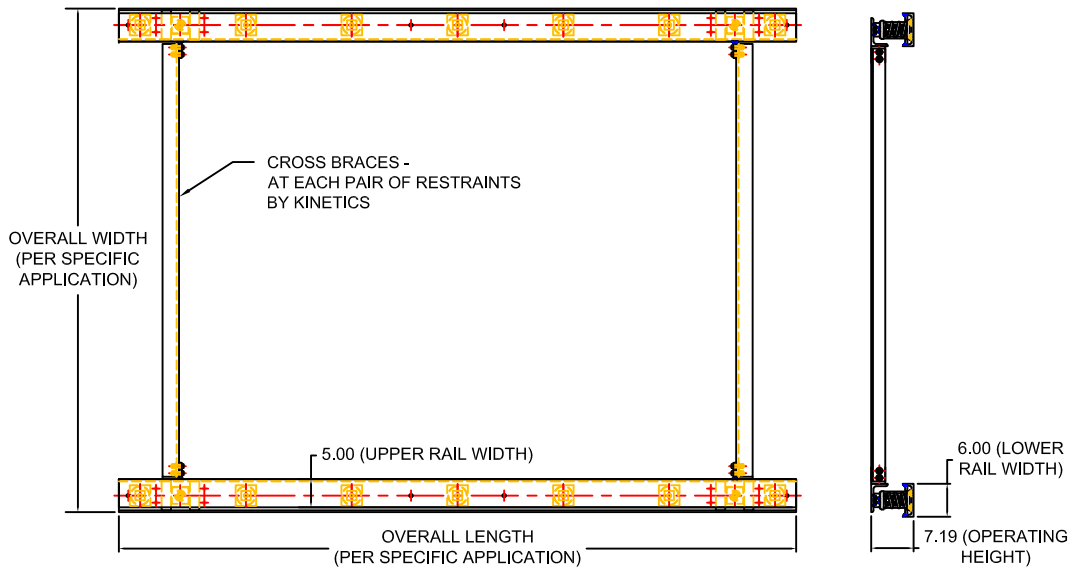 CROSS BRACES -
AT EACH PAIR OF RESTRAINTS
BY KINETICS
OVERALL WIDTH
(PER SPECIFIC
APPLICATION)
5.00 (UPPER RAIL WIDTH)
6.00 (LOWER
RAIL WIDTH)
OVERALL LENGTH
(PER SPECIFIC APPLICATION)
7.19 (OPERATING
HEIGHT)